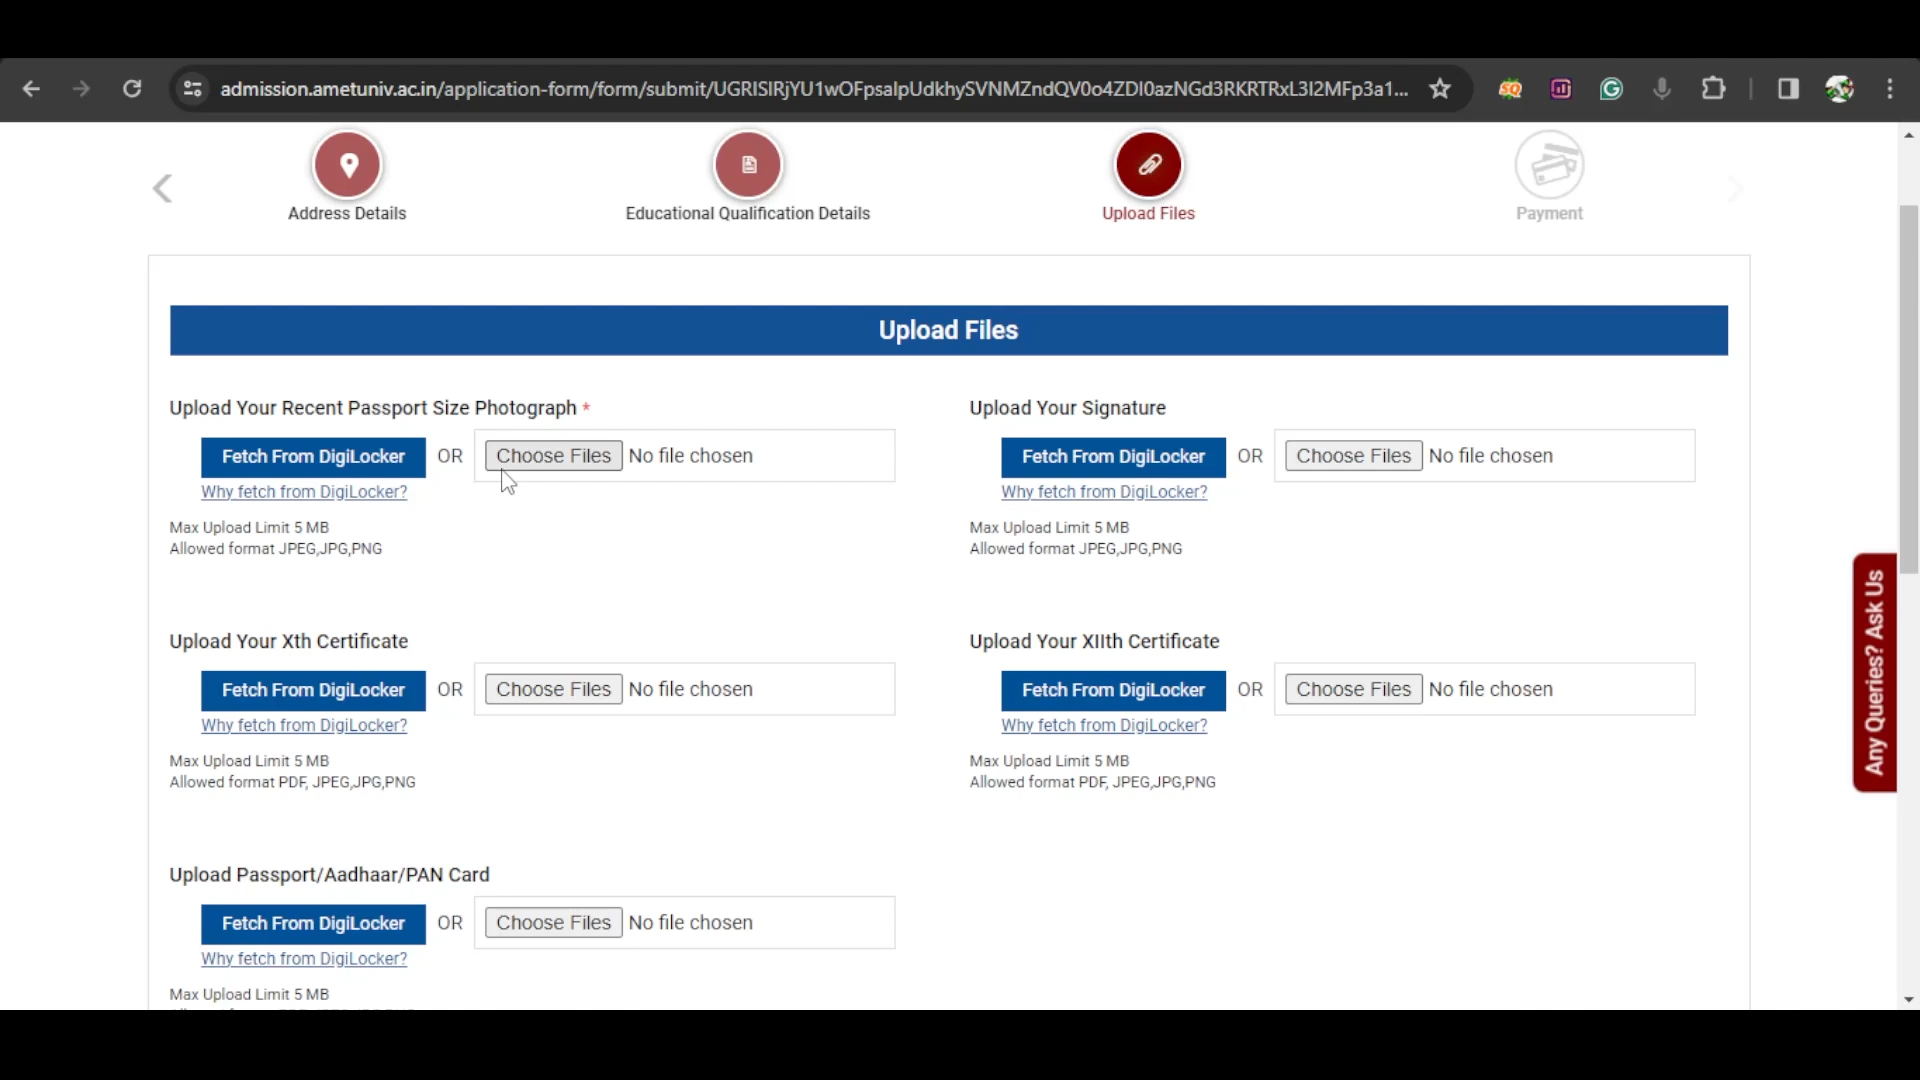 admission.ametuniv.ac.in/application-form/form/submit/UGRISlRjYU1wOFpsalpUdkhySVNMZndQV0o4ZDl0azNGd3RKRTRxL3l2MFp3a1...
Address Details
Educational Qualification Details
Upload Files
Payment
Upload Files
Upload Your Recent Passport Size Photograph *
Fetch From DigiLocker OR Choose Files No file chosen
Why fetch from DigiLocker?
Max Upload Limit 5 MB
Allowed format JPEG,JPG,PNG
Upload Your Signature
Fetch From DigiLocker OR Choose Files No file chosen
Why fetch from DigiLocker?
Max Upload Limit 5 MB
Allowed format JPEG,JPG,PNG
Upload Your Xth Certificate
Fetch From DigiLocker OR Choose Files No file chosen
Why fetch from DigiLocker?
Max Upload Limit 5 MB
Allowed format PDF, JPEG,JPG,PNG
Upload Your XIIth Certificate
Fetch From DigiLocker OR Choose Files No file chosen
Why fetch from DigiLocker?
Max Upload Limit 5 MB
Allowed format PDF, JPEG,JPG,PNG
Upload Passport/Aadhaar/PAN Card
Fetch From DigiLocker OR Choose Files No file chosen
Why fetch from DigiLocker?
Max Upload Limit 5 MB
Any Queries? Ask Us